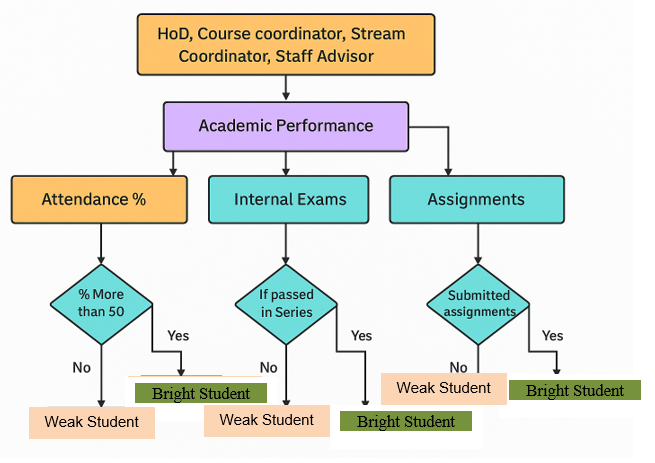 HoD, Course coordinator, Stream
Coordinator, Staff Advisor
Academic Performance
Attendance %
Internal Exams
Assignments
% More
than 50
If passed
in Series
Submitted
assignments
Yes
Yes
Yes
No
No
No
Bright Student
Weak Student
Bright Student
Weak Student
Bright Student
Weak Student